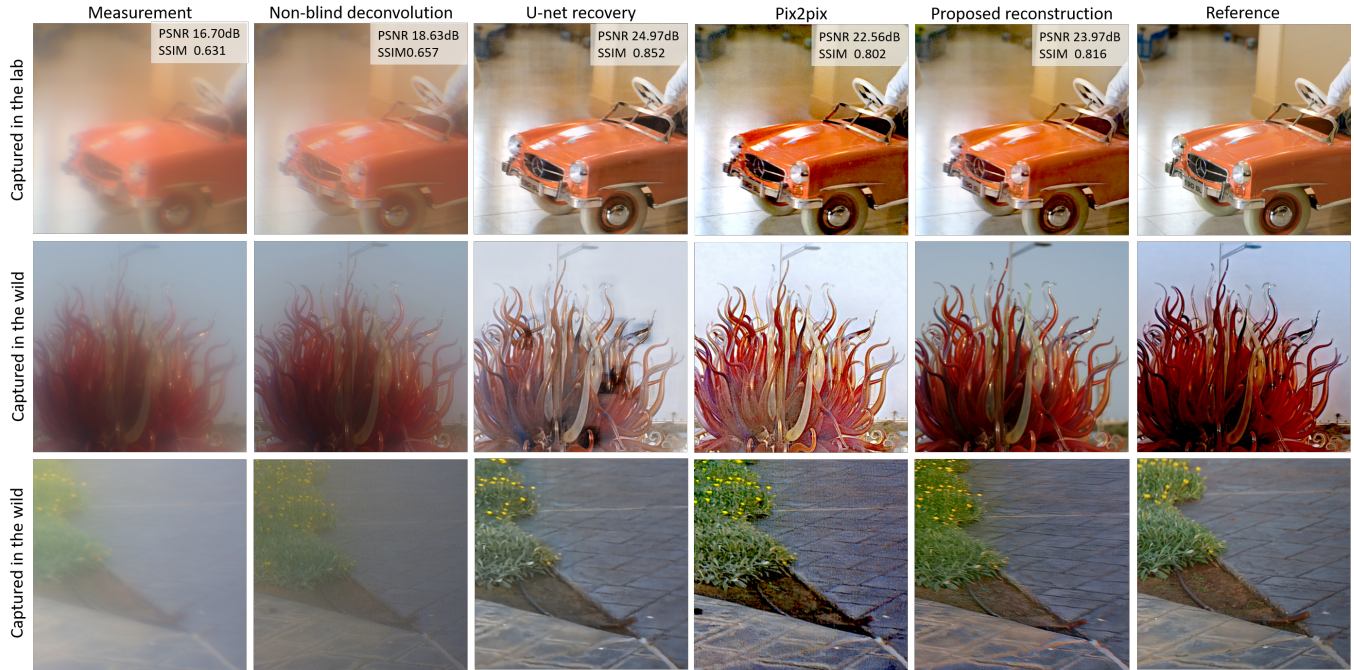 Measurement
Non-blind deconvolution
U-net recovery
Pix2pix
Proposed reconstruction
Reference
Captured in the lab
PSNR 16.70dB
SSIM 0.631
PSNR 18.63dB
SSIM0.657
PSNR 24.97dB
SSIM 0.852
PSNR 22.56dB
SSIM 0.802
PSNR 23.97dB
SSIM 0.816
Captured in the wild
Captured in the wild